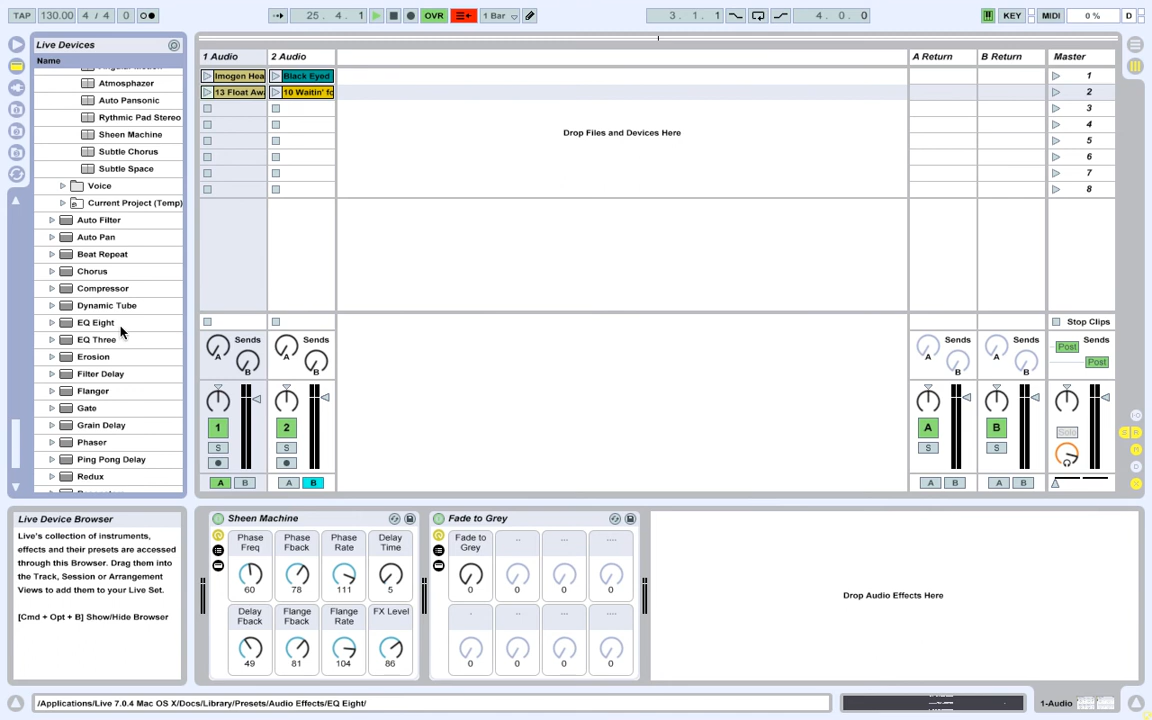 TAP 130.00 4 / 4 0 25. 4. 1 OVR 1 Bar 3. 1. 1 4. 0. 0 KEY MIDI 0 % D
Live Devices
Name
Atmosphazer
Auto Pansonic
Rythmic Pad Stereo
Sheen Machine
Subtle Chorus
Subtle Space
Voice
Current Project (Temp)
Auto Filter
Auto Pan
Beat Repeat
Chorus
Compressor
Dynamic Tube
EQ Eight
EQ Three
Erosion
Filter Delay
Flanger
Gate
Grain Delay
Phaser
Ping Pong Delay
Redux
1 Audio 2 Audio A Return B Return Master
Imogen Hea Black Eyed 1
13 Float Aw 10 Waitin' fo 2
3
Drop Files and Devices Here
4
5
6
7
8
Stop Clips
Sends Sends Sends Sends Sends
A A A A Post
B B B B Post
1 2 A B Solo
S S S S
A B A B A B A B
Live Device Browser
Live's collection of instruments,
effects and their presets are accessed
through this Browser. Drag them into
the Track, Session or Arrangement
Views to add them to your Live Set.
[Cmd + Opt + B] Show/Hide Browser
Sheen Machine
Phase Freq Phase Fback Phase Rate Delay Time
60 78 111 5
Delay Fback Flange Fback Flange Rate FX Level
49 81 104 86
Fade to Grey
Fade to Grey .. ... ....
0 0 0 0
. .. ... ....
0 0 0 0
Drop Audio Effects Here
/Applications/Live 7.0.4 Mac OS X/Docs/Library/Presets/Audio Effects/EQ Eight/
1-Audio